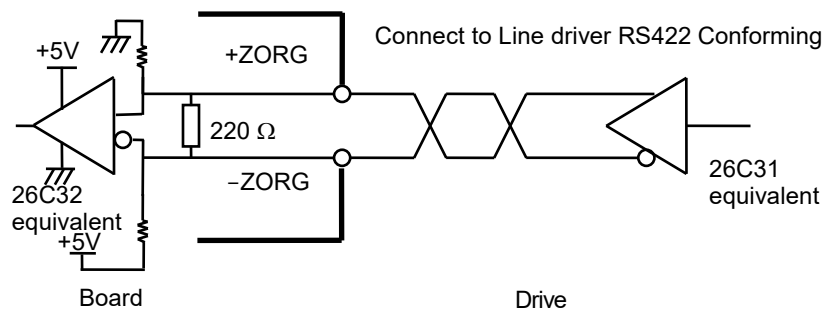 Connect to Line driver RS422 Conforming
+5V
+ZORG
220 Ω
−ZORG
26C32
equivalent
+5V
26C31
equivalent
Board
Drive